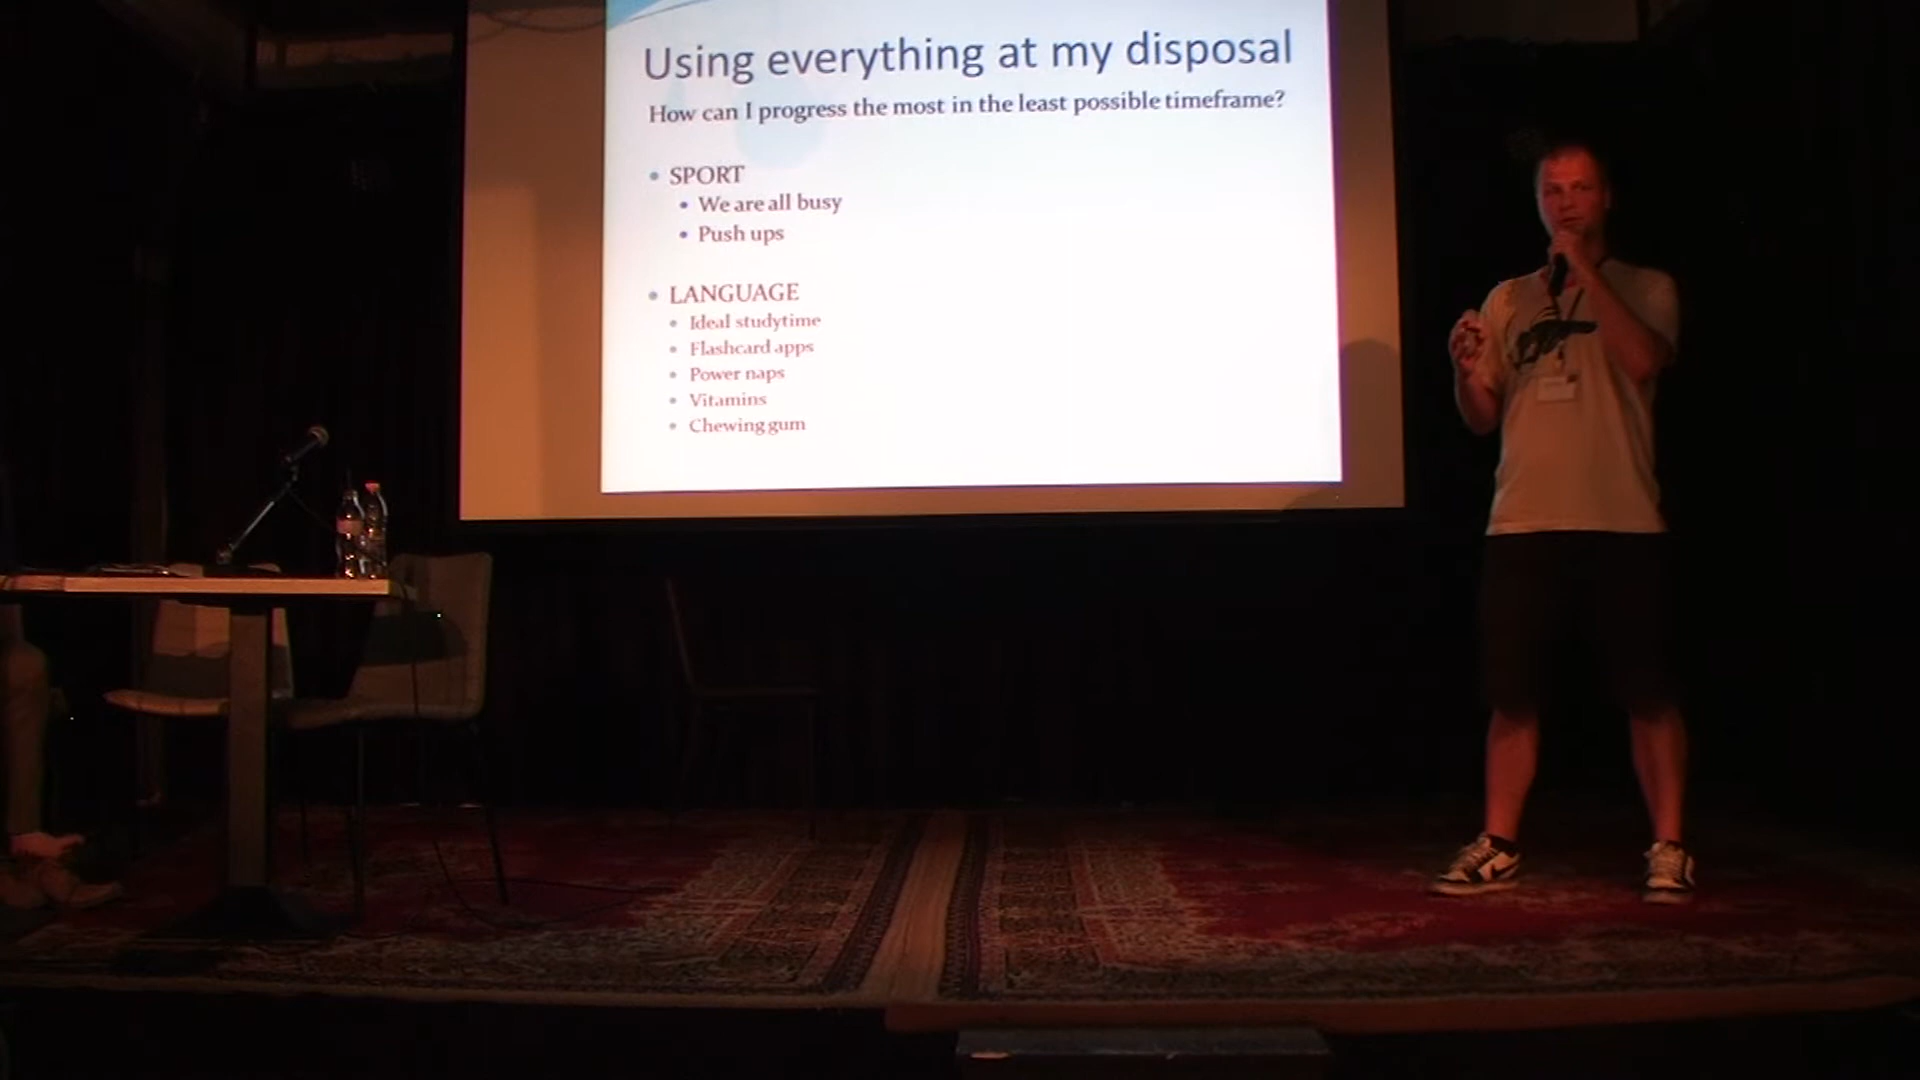 Using everything at my disposal
How can I progress the most in the least possible timeframe?
• SPORT
• We are all busy
• Push ups
• LANGUAGE
• Ideal studytime
• Flashcard apps
• Power naps
• Vitamins
• Chewing gum